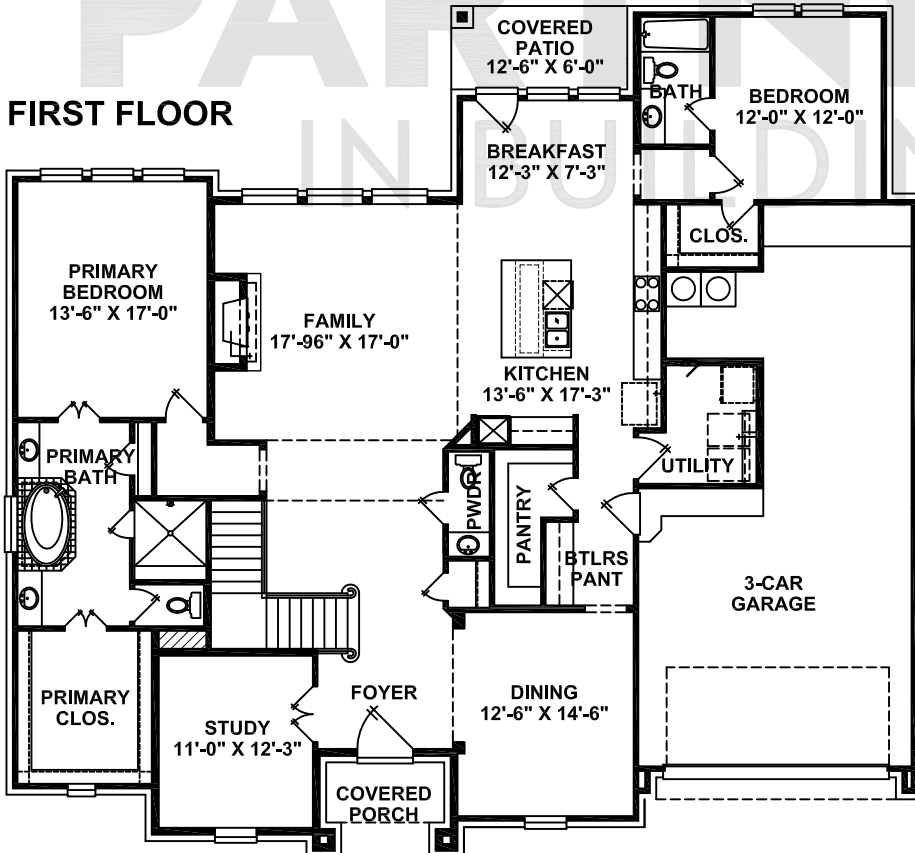 PARTN
IN BUILDIN
FIRST FLOOR
COVERED
PATIO
12'-6" X 6'-0"
BATH
BEDROOM
12'-0" X 12'-0"
BREAKFAST
12'-3" X 7'-3"
CLOS.
PRIMARY
BEDROOM
13'-6" X 17'-0"
FAMILY
17'-96" X 17'-0"
KITCHEN
13'-6" X 17'-3"
PRIMARY
BATH
PWDR
PANTRY
UTILITY
BTLRS
PANT
3-CAR
GARAGE
PRIMARY
CLOS.
STUDY
11'-0" X 12'-3"
FOYER
DINING
12'-6" X 14'-6"
COVERED
PORCH